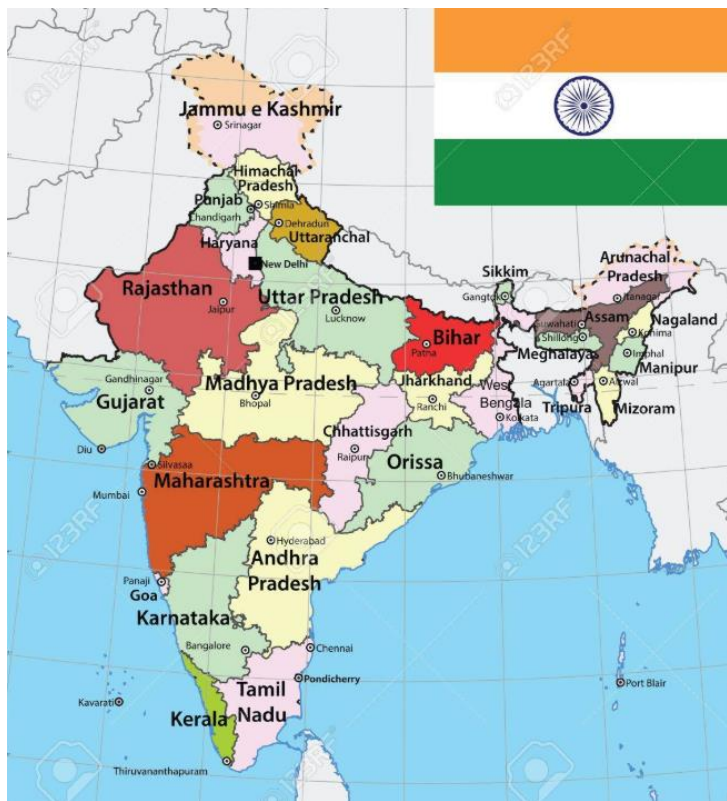 123RF
Jammu e Kashmir
Srinagar
Himachal
Pradesh
Punjab
Shimla
Chandigarh
Dehradun
Uttaranchal
Haryana
New Delhi
Arunachal
Pradesh
Sikkim
Gangtok
Itanagar
Rajasthan
Jaipur
Uttar Pradesh
Lucknow
Bihar
Patna
Assam
Guwahati
Nagaland
Kohima
Shillong
Meghalaya
Imphal
Manipur
Gandhinagar
Gujarat
Madhya Pradesh
Bhopal
Jharkhand
Ranchi
West
Bengala
Kolkata
Agartala
Tripura
Aizwal
Mizoram
Diu
Chhattisgarh
Raipur
Orissa
Bhubaneshwar
Silvasaa
Maharashtra
Mumbai
Hyderabad
Andhra
Pradesh
Panaji
Goa
Karnataka
Bangalore
Chennai
Pondicherry
Tamil
Nadu
Kerala
Kavarati
Port Blair
Thiruvananthapuram